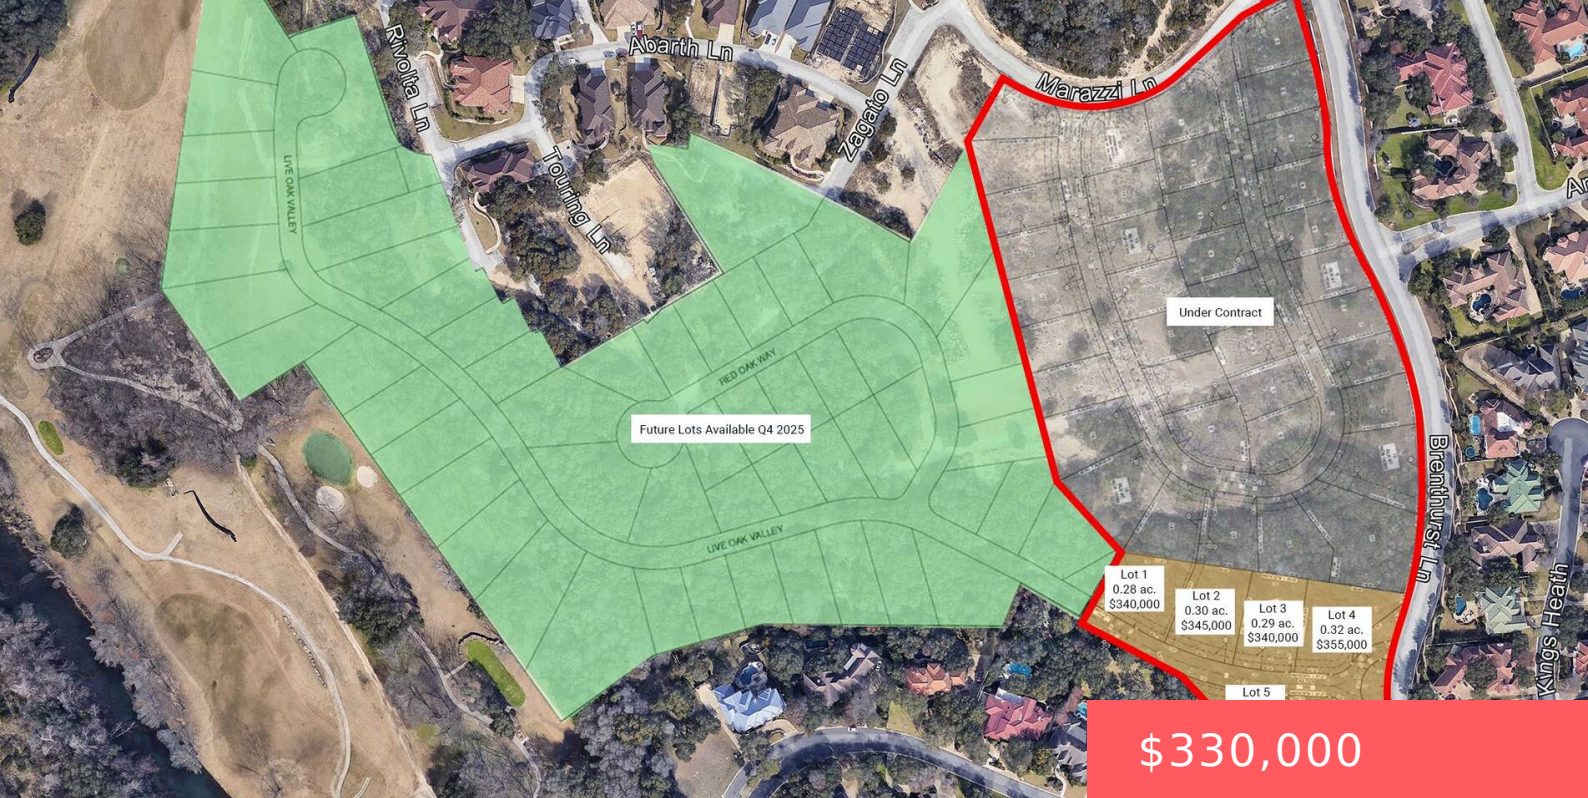 Rivolta Ln
Abarth Ln
Marazzi Ln
Zagato Ln
Touring Ln
LIVE OAK VALLEY
Under Contract
RED OAK WAY
Future Lots Available Q4 2025
LIVE OAK VALLEY
Brenthurst Ln
Kings Heath
Lot 1
0.28 ac.
$340,000
Lot 2
0.30 ac.
$345,000
Lot 3
0.29 ac.
$340,000
Lot 4
0.32 ac.
$355,000
Lot 5
$330,000